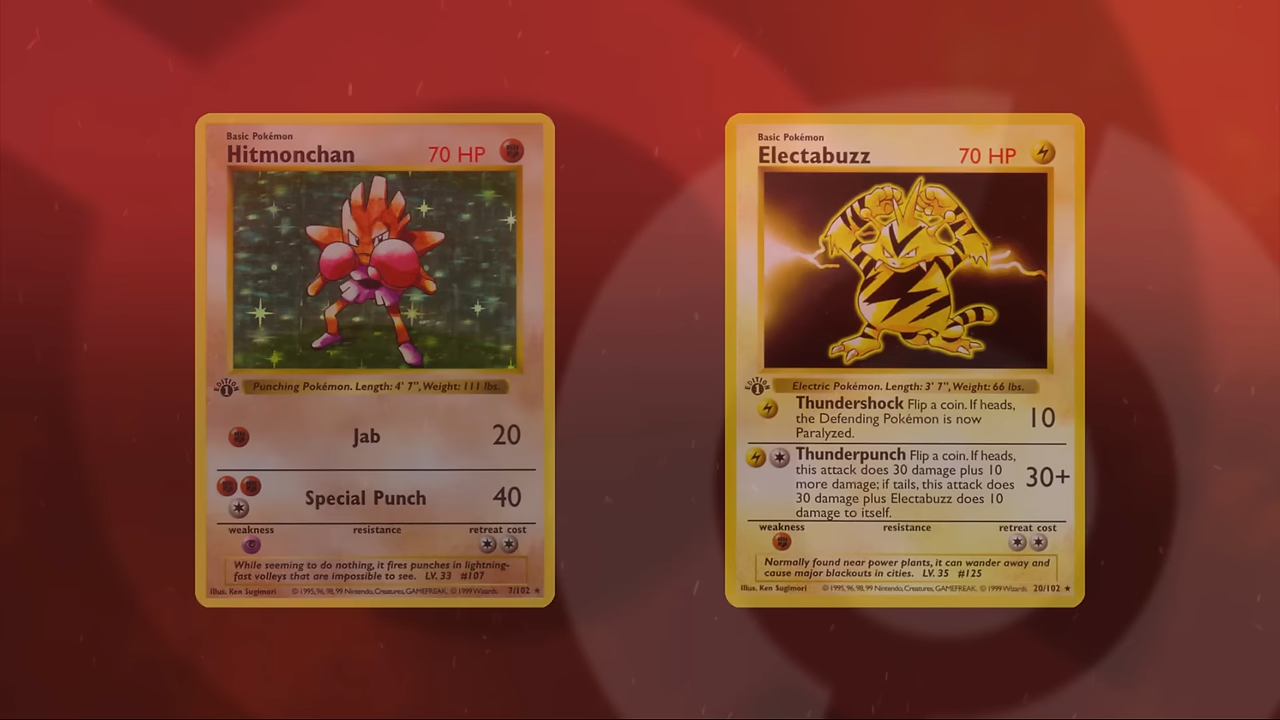 Basic Pokémon
Hitmonchan 70 HP
EDITION 1
Punching Pokémon. Length: 4' 7", Weight: 111 lbs.
Jab 20
Special Punch 40
weakness resistance retreat cost
While seeming to do nothing, it fires punches in lightning-
fast volleys that are impossible to see. LV. 33 #107
Illus. Ken Sugimori © 1995, 96, 98, 99 Nintendo, Creatures, GAMEFREAK. © 1999 Wizards. 7/102 ★
Basic Pokémon
Electabuzz 70 HP
EDITION 1
Electric Pokémon. Length: 3' 7", Weight: 66 lbs.
Thundershock Flip a coin. If heads,
the Defending Pokémon is now 10
Paralyzed.
Thunderpunch Flip a coin. If heads,
this attack does 30 damage plus 10
more damage; if tails, this attack does 30+
30 damage plus Electabuzz does 10
damage to itself.
weakness resistance retreat cost
Normally found near power plants, it can wander away and
cause major blackouts in cities. LV. 35 #125
Illus. Ken Sugimori © 1995, 96, 98, 99 Nintendo, Creatures, GAMEFREAK. © 1999 Wizards. 20/102 ★